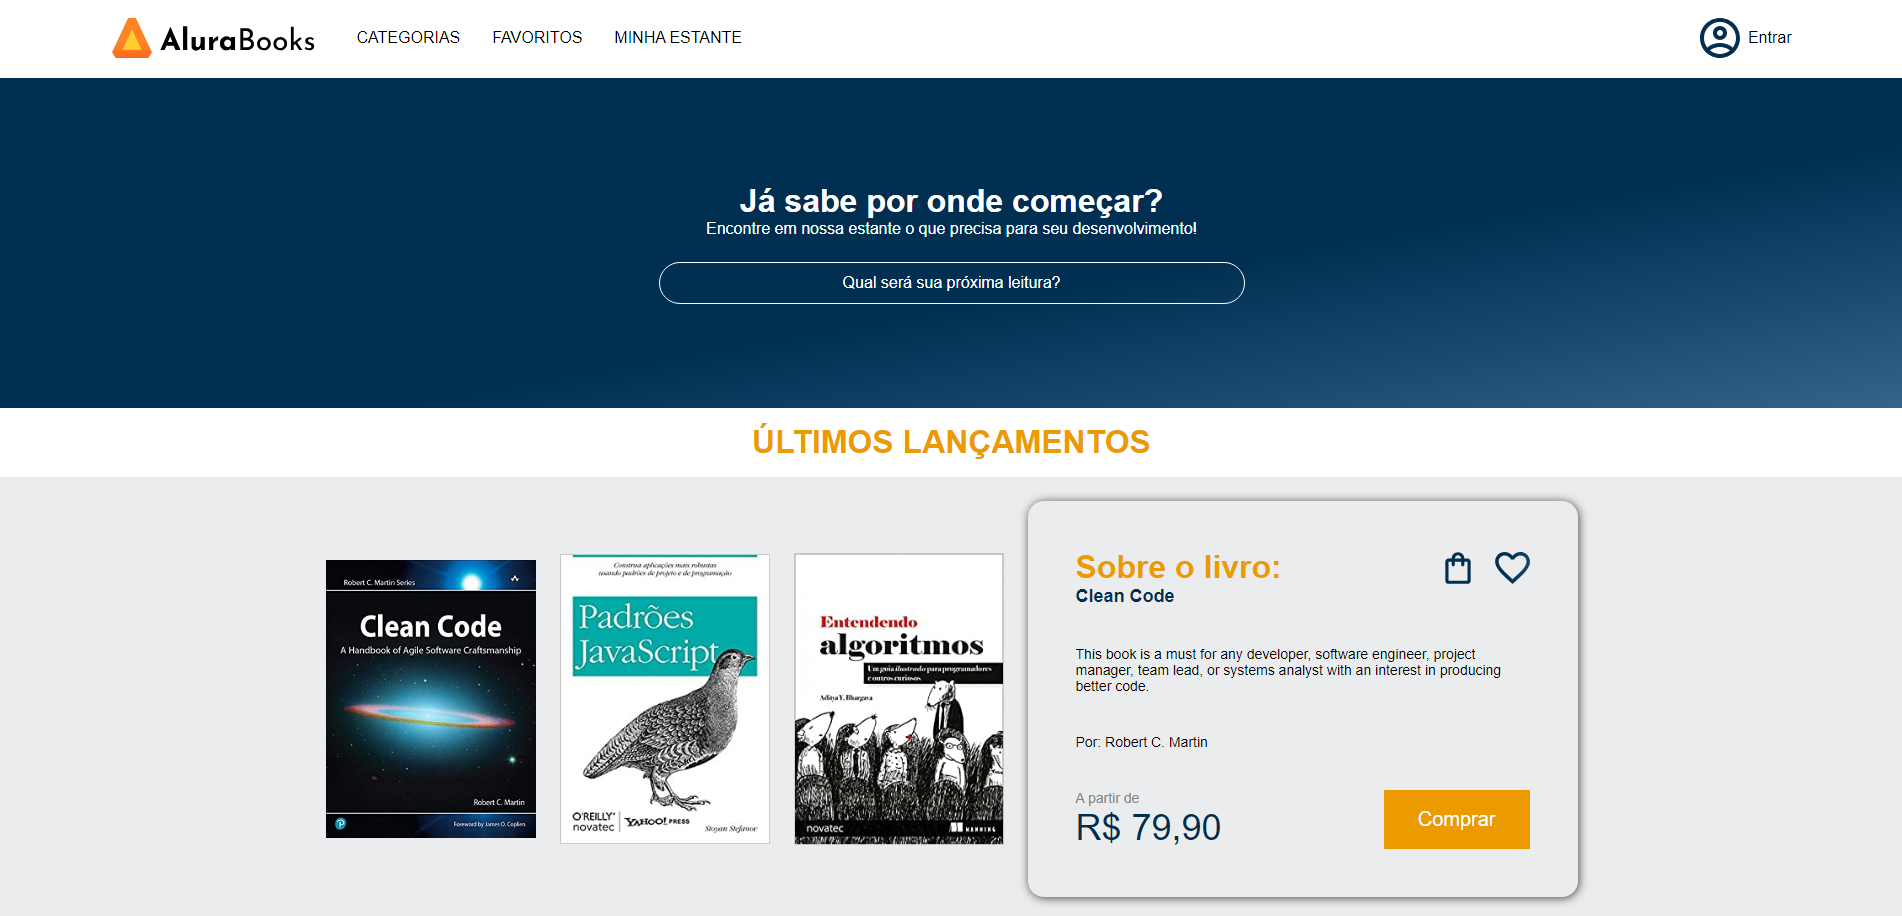 AluraBooks
CATEGORIAS
FAVORITOS
MINHA ESTANTE
Entrar
Já sabe por onde começar?
Encontre em nossa estante o que precisa para seu desenvolvimento!
Qual será sua próxima leitura?
ÚLTIMOS LANÇAMENTOS
Robert C. Martin Series
Clean Code
A Handbook of Agile Software Craftsmanship
Robert C. Martin
Foreword by James O. Coplien
Construa aplicações mais robustas
usando padrões de projeto e de programação
Padrões
JavaScript
O'REILLY®
novatec
YAHOO! PRESS
Stoyan Stefanov
Entendendo
algoritmos
Um guia ilustrado para programadores
e outros curiosos
Aditya Y. Bhargava
novatec
MANNING
Sobre o livro:
Clean Code
This book is a must for any developer, software engineer, project
manager, team lead, or systems analyst with an interest in producing
better code.
Por: Robert C. Martin
A partir de
R$ 79,90
Comprar